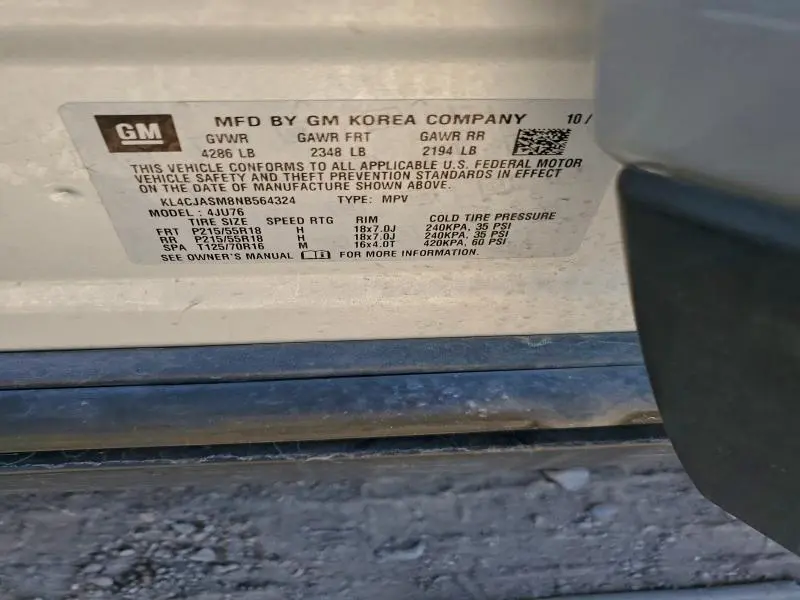 GM
MFD BY GM KOREA COMPANY 10/
GVWR GAWR FRT GAWR RR
4286 LB 2348 LB 2194 LB
THIS VEHICLE CONFORMS TO ALL APPLICABLE U.S. FEDERAL MOTOR
VEHICLE SAFETY AND THEFT PREVENTION STANDARDS IN EFFECT
ON THE DATE OF MANUFACTURE SHOWN ABOVE.
KL4CJASM8NB564324 TYPE: MPV
MODEL: 4JU76
TIRE SIZE SPEED RTG RIM COLD TIRE PRESSURE
FRT P215/55R18 H 18x7.0J 240KPA, 35 PSI
RR P215/55R18 H 18x7.0J 240KPA, 35 PSI
SPA T125/70R16 M 16x4.0T 420KPA, 60 PSI
SEE OWNER'S MANUAL FOR MORE INFORMATION.